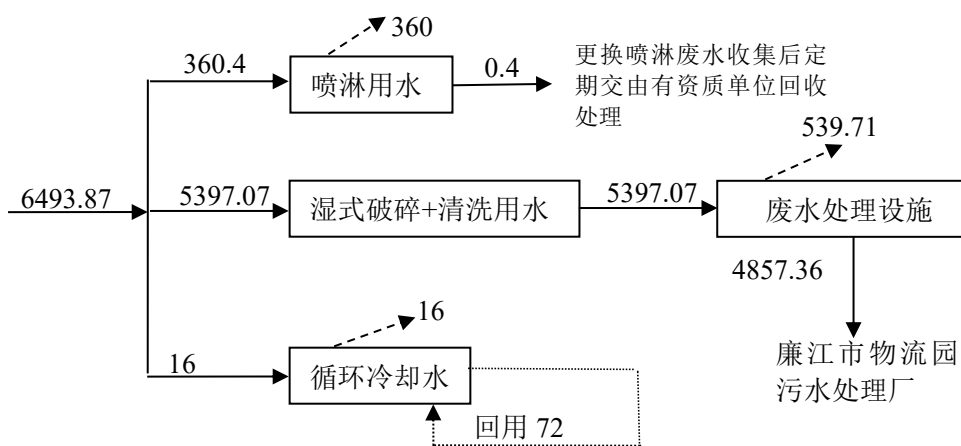 360
360.4
喷淋用水
0.4
更换喷淋废水收集后定
期交由有资质单位回收
处理
539.71
6493.87
5397.07
湿式破碎+清洗用水
5397.07
废水处理设施
4857.36
廉江市物流园
污水处理厂
16
16
循环冷却水
回用 72